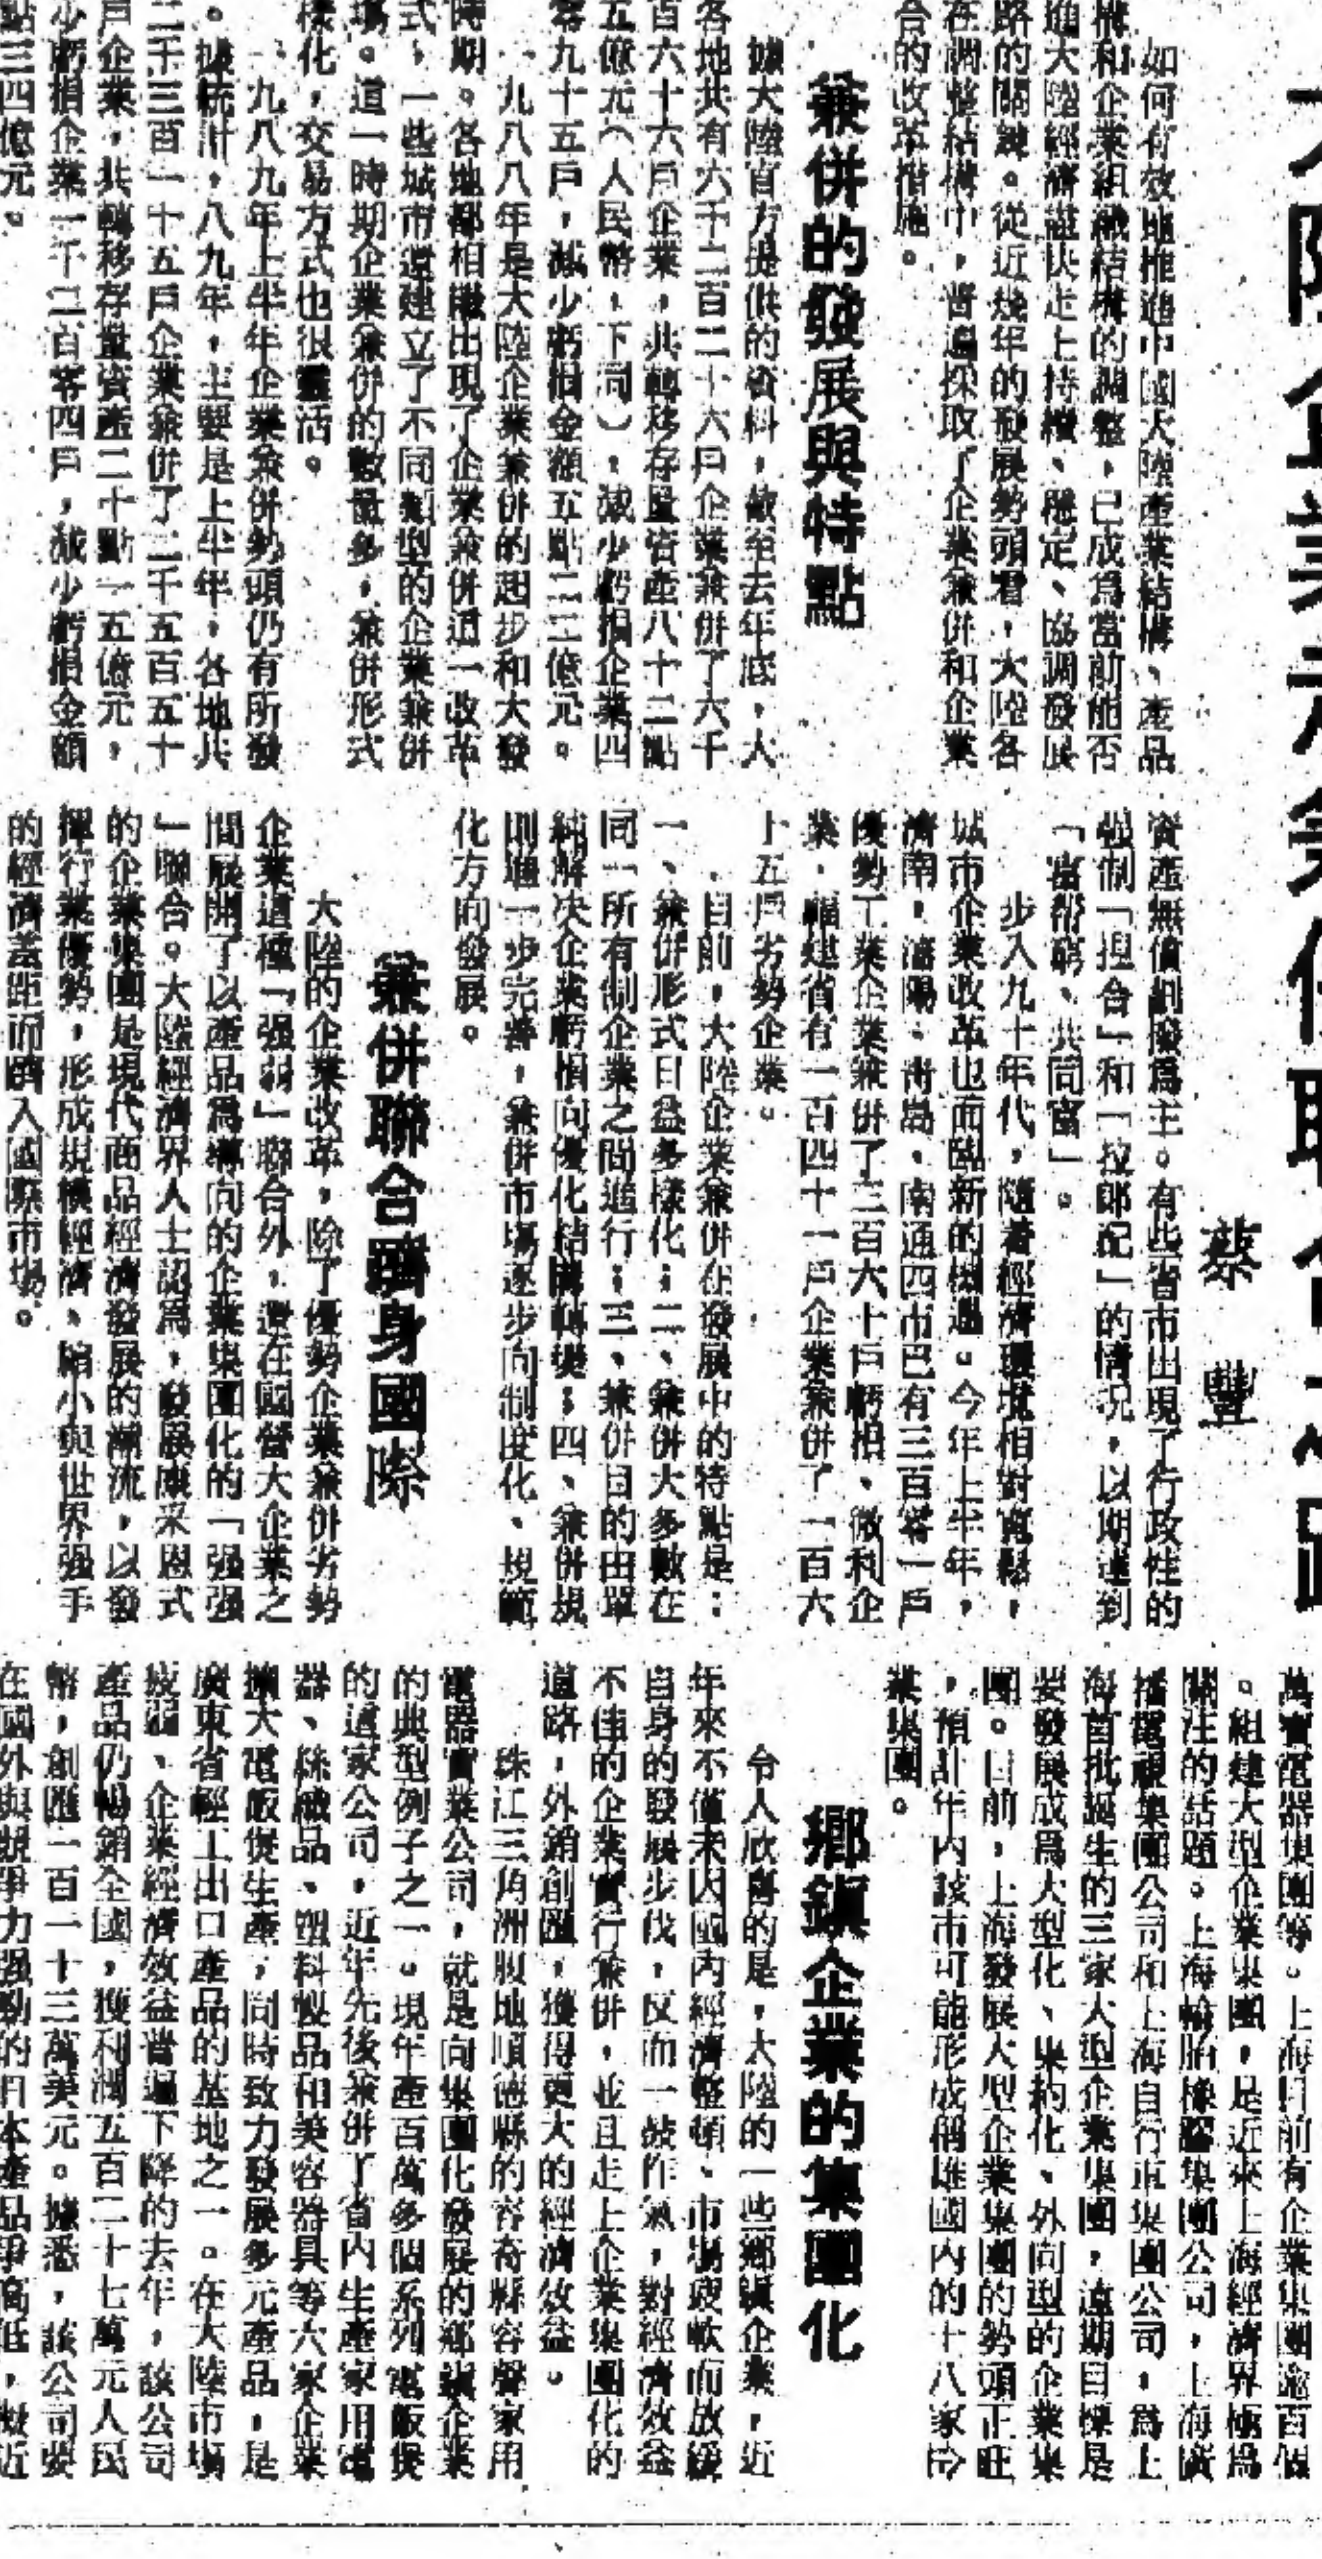 大陸企業走兼併聯合之路
蔡豐
如何有效地推進中國大陸產業結構、產品
構和企業組織結構的調整，已成爲當前能否
進大陸經濟盡快走上持續、穩定、協調發展
路的關鍵。從近幾年的發展勢頭看，大陸各
在調整結構中，普遍採取了企業兼併和企業
合的改革措施。
兼併的發展與特點
據大陸官方提供的資料，截至去年底，大
各地共有六千二百二十六戶企業兼併了六千
百六十六戶企業，共轉移存量資產八十二點
五億元（人民幣，下同），減少虧損企業四
零九十五戶，減少虧損金額五點二二億元。
一九八八年是大陸企業兼併的起步和大發
時期。各地都相繼出現了企業兼併這一改革
式，一些城市還建立了不同類型的企業兼併
場。這一時期企業兼併的數量多，兼併形式
樣化，交易方式也很靈活。
一九八九年上半年企業兼併勢頭仍有所發
。據統計，八九年，主要是上半年，各地共
二千三百一十五戶企業兼併了二千五百五十
戶企業，共轉移存量資產二十點一五億元，
少虧損企業一千二百零四戶，減少虧損金額
點三四億元。
資產無償劃撥爲主。有些省市出現了行政性的
强制「捏合」和「拉郎配」的情況，以期達到
「富幫窮、共同富」。
步入九十年代，隨着經濟環境相對寬鬆，
城市企業改革也面臨新的機遇。今年上半年，
濟南，瀋陽、青島、南通四市已有三百零一戶
優勢工業企業兼併了三百六十戶虧損、微利企
業，福建省有一百四十一戶企業兼併了一百六
十五戶劣勢企業。
目前，大陸企業兼併在發展中的特點是：
一、兼併形式日益多樣化；二、兼併大多數在
同一所有制企業之間進行；三、兼併目的由單
純解决企業虧損向優化結構轉變；四、兼併規
則進一步完善，兼併市場逐步向制度化、規範
化方向發展。
兼併聯合躋身國際
大陸的企業改革，除了優勢企業兼併劣勢
企業這種「强弱」聯合外，還在國營大企業之
間展開了以產品爲導向的企業集團化的「强强
」聯合。大陸經濟界人士認爲，發展康采恩式
的企業集團是現代商品經濟發展的潮流，以發
揮行業優勢，形成規模經濟、縮小與世界强手
的經濟差距而躋入國際市場。
萬寶電器集團等。上海目前有企業集團逾百個
。組建大型企業集團，是近來上海經濟界極爲
關注的話題。上海輪胎橡膠集團公司，上海廣
播電視集團公司和上海自行車集團公司，爲上
海首批誕生的三家大型企業集團，遠期目標是
要發展成爲大型化、集約化、外向型的企業集
團。目前，上海發展大型企業集團的勢頭正旺
，預計年內該市可能形成稱雄國內的十八家企
業集團。
鄉鎮企業的集團化
令人欣喜的是，大陸的一些鄉鎮企業，近
年來不僅未因國內經濟整頓、市場疲軟而放緩
自身的發展步伐，反而一鼓作氣，對經濟效益
不佳的企業實行兼併，並且走上企業集團化的
道路，外銷創匯，獲得更大的經濟效益。
珠江三角洲腹地順德縣的容奇縣容聲家用
電器實業公司，就是向集團化發展的鄉鎮企業
的典型例子之一。現年產百萬多個系列電飯煲
的這家公司，近年先後兼併了省內生產家用電
器、絲織品、塑料製品和美容器具等六家企業
擴大電飯煲生產，同時致力發展多元產品，是
廣東省輕工出口產品的基地之一。在大陸市場
疲弱、企業經濟效益普遍下降的去年，該公司
產品仍暢銷全國，獲利潤五百二十七萬元人民
幣，創匯一百一十三萬美元。據悉，該公司要
在國外與競爭力强勁的日本產品爭高低，擬近